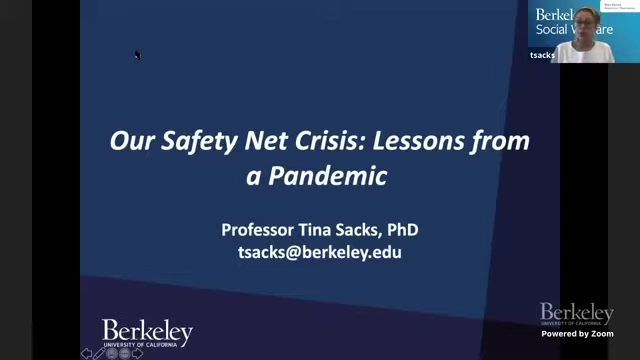 Berkeley
Social W fare
tsacks
Our Safety Net Crisis: Lessons from
a Pandemic
Professor Tina Sacks, PhD
tsacks@berkeley.edu
Berkeley
UNIVERSITY OF CALIFORNIA
Berkeley
UNIVERSITY OF CALIFORNIA
Powered by Zoom